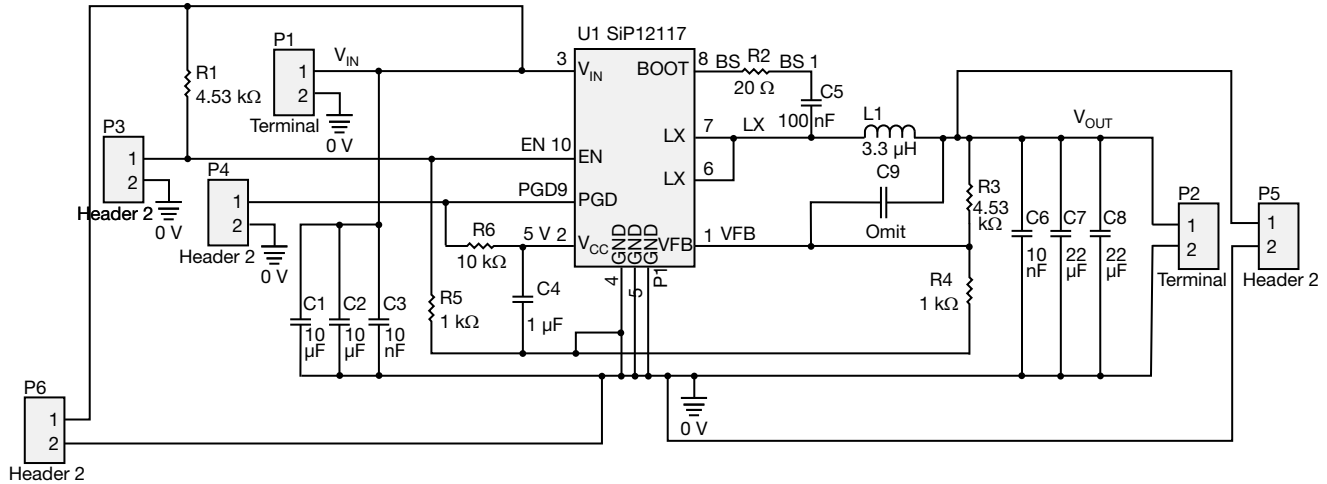 U1 SiP12117
P1
V_IN
1
2
Terminal
0 V
3
V_IN
BOOT
8 BS
R2
20 Ω
BS 1
C5
100 nF
R1
4.53 kΩ
P3
1
2
Header 2
0 V
EN 10
EN
LX
7
LX
L1
3.3 µH
V_OUT
LX
6
C9
Omit
P4
1
2
Header 2
0 V
PGD9
PGD
R6
10 kΩ
5 V 2
V_CC
GND
GND
GND
VFB
1 VFB
4
5
P1
R3
4.53
kΩ
R4
1 kΩ
C6
10
nF
C7
22
µF
C8
22
µF
P2
1
2
Terminal
P5
1
2
Header 2
C1
10
µF
C2
10
µF
C3
10
nF
R5
1 kΩ
C4
1 µF
0 V
P6
1
2
Header 2